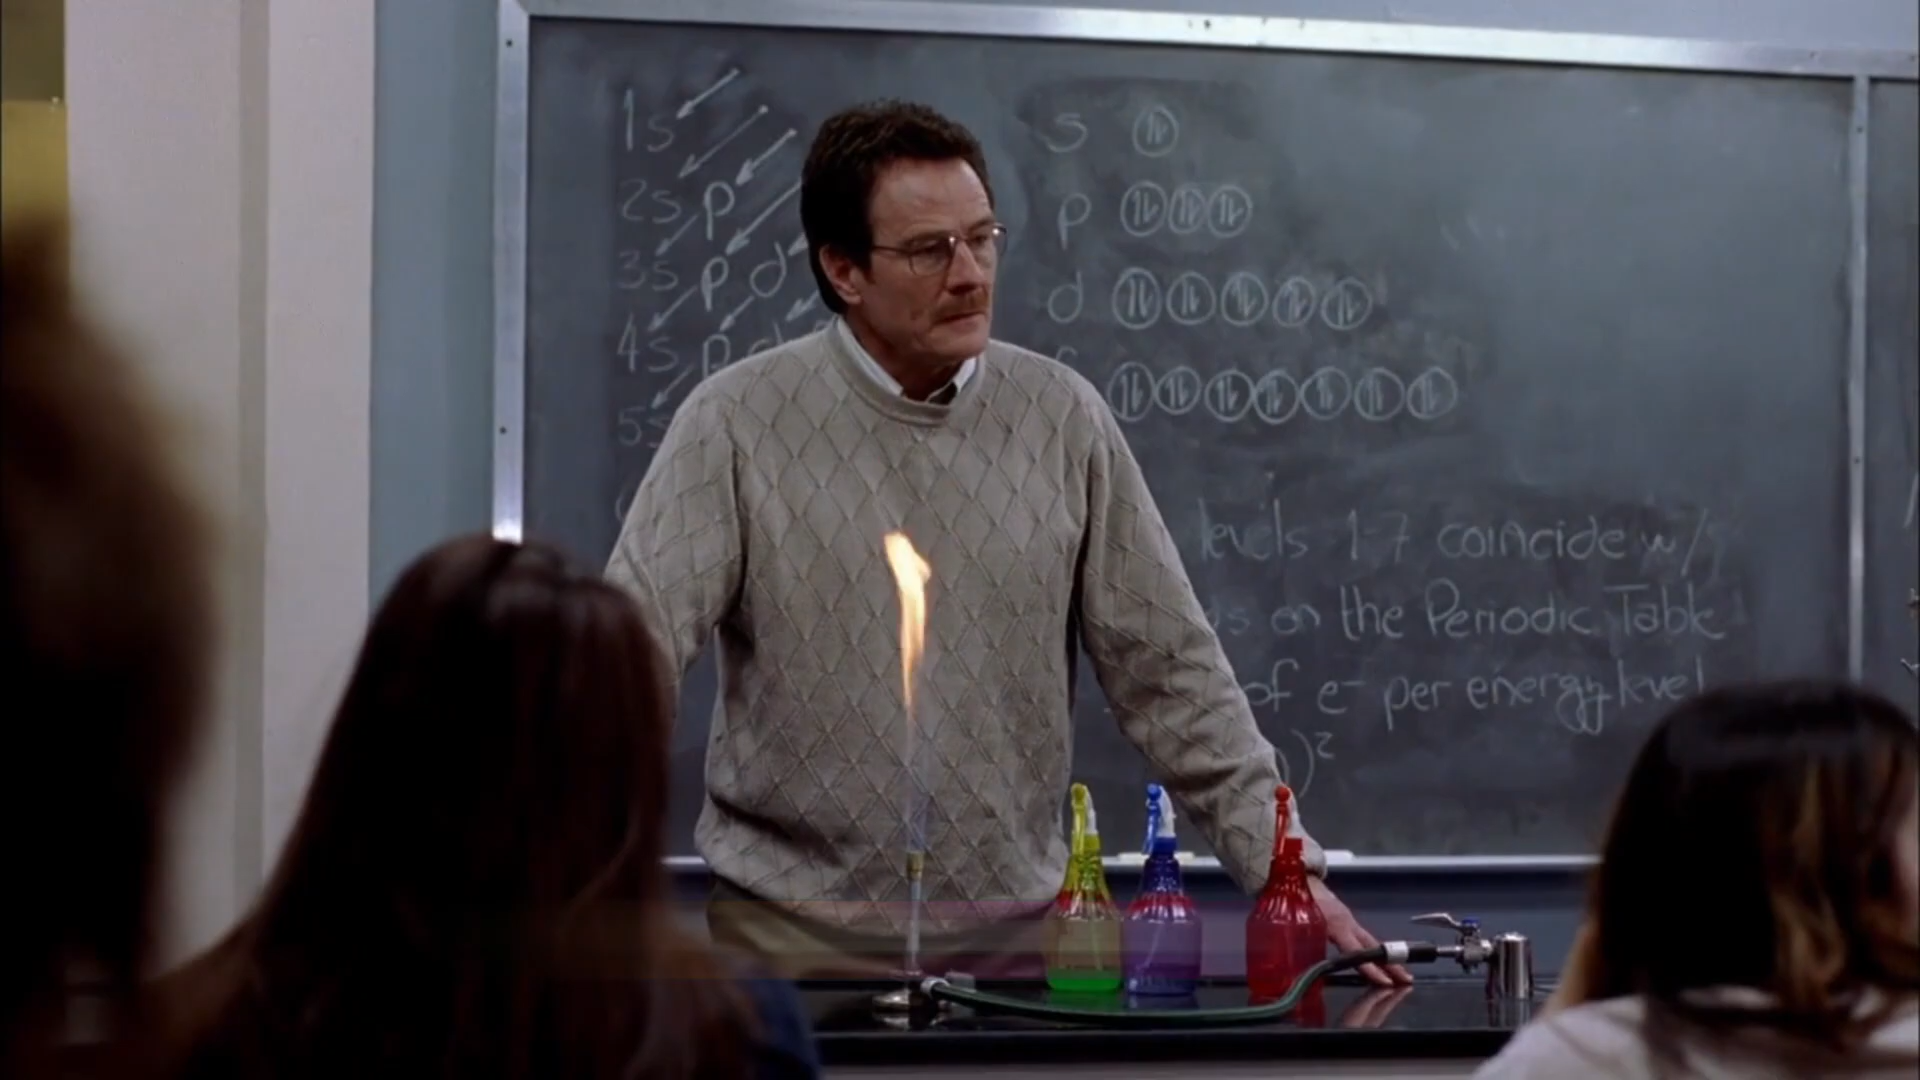 1s
2s p
3s p d
4s p d
5s
s
p
d
f
levels 1-7 coincide w/
on the Periodic Table
of e- per energy level
)²